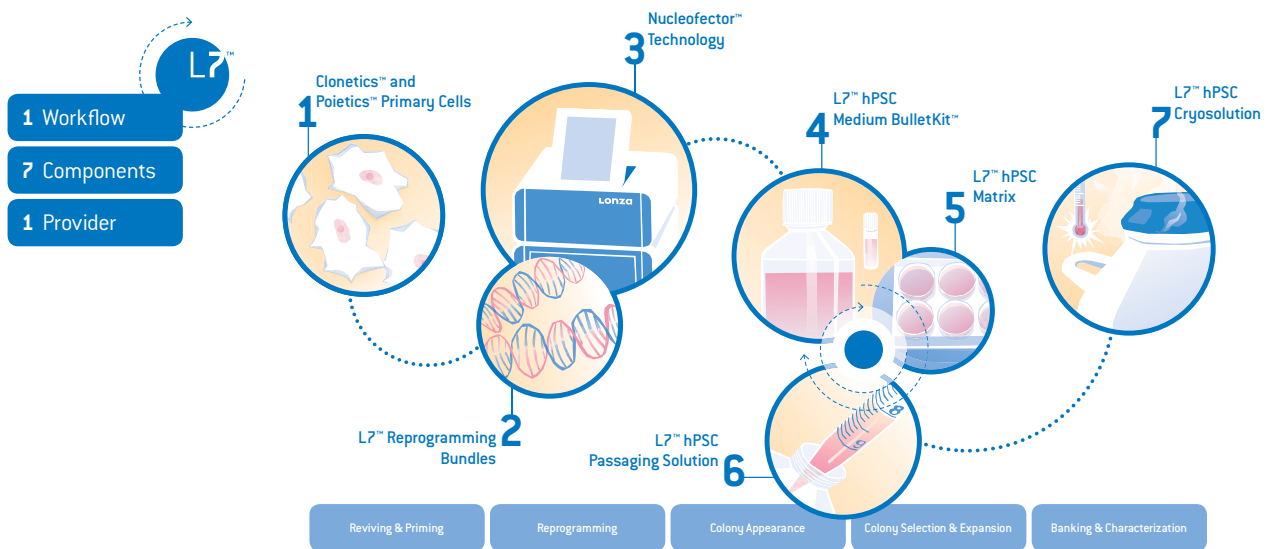 L7™
1 Workflow
7 Components
1 Provider
1
Clonetics™ and
Poietics™ Primary Cells
3
Nucleofector™
Technology
Lonza
2
L7™ Reprogramming
Bundles
4
L7™ hPSC
Medium BulletKit™
5
L7™ hPSC
Matrix
6
L7™ hPSC
Passaging Solution
8
6
7
L7™ hPSC
Cryosolution
Reviving & Priming
Reprogramming
Colony Appearance
Colony Selection & Expansion
Banking & Characterization